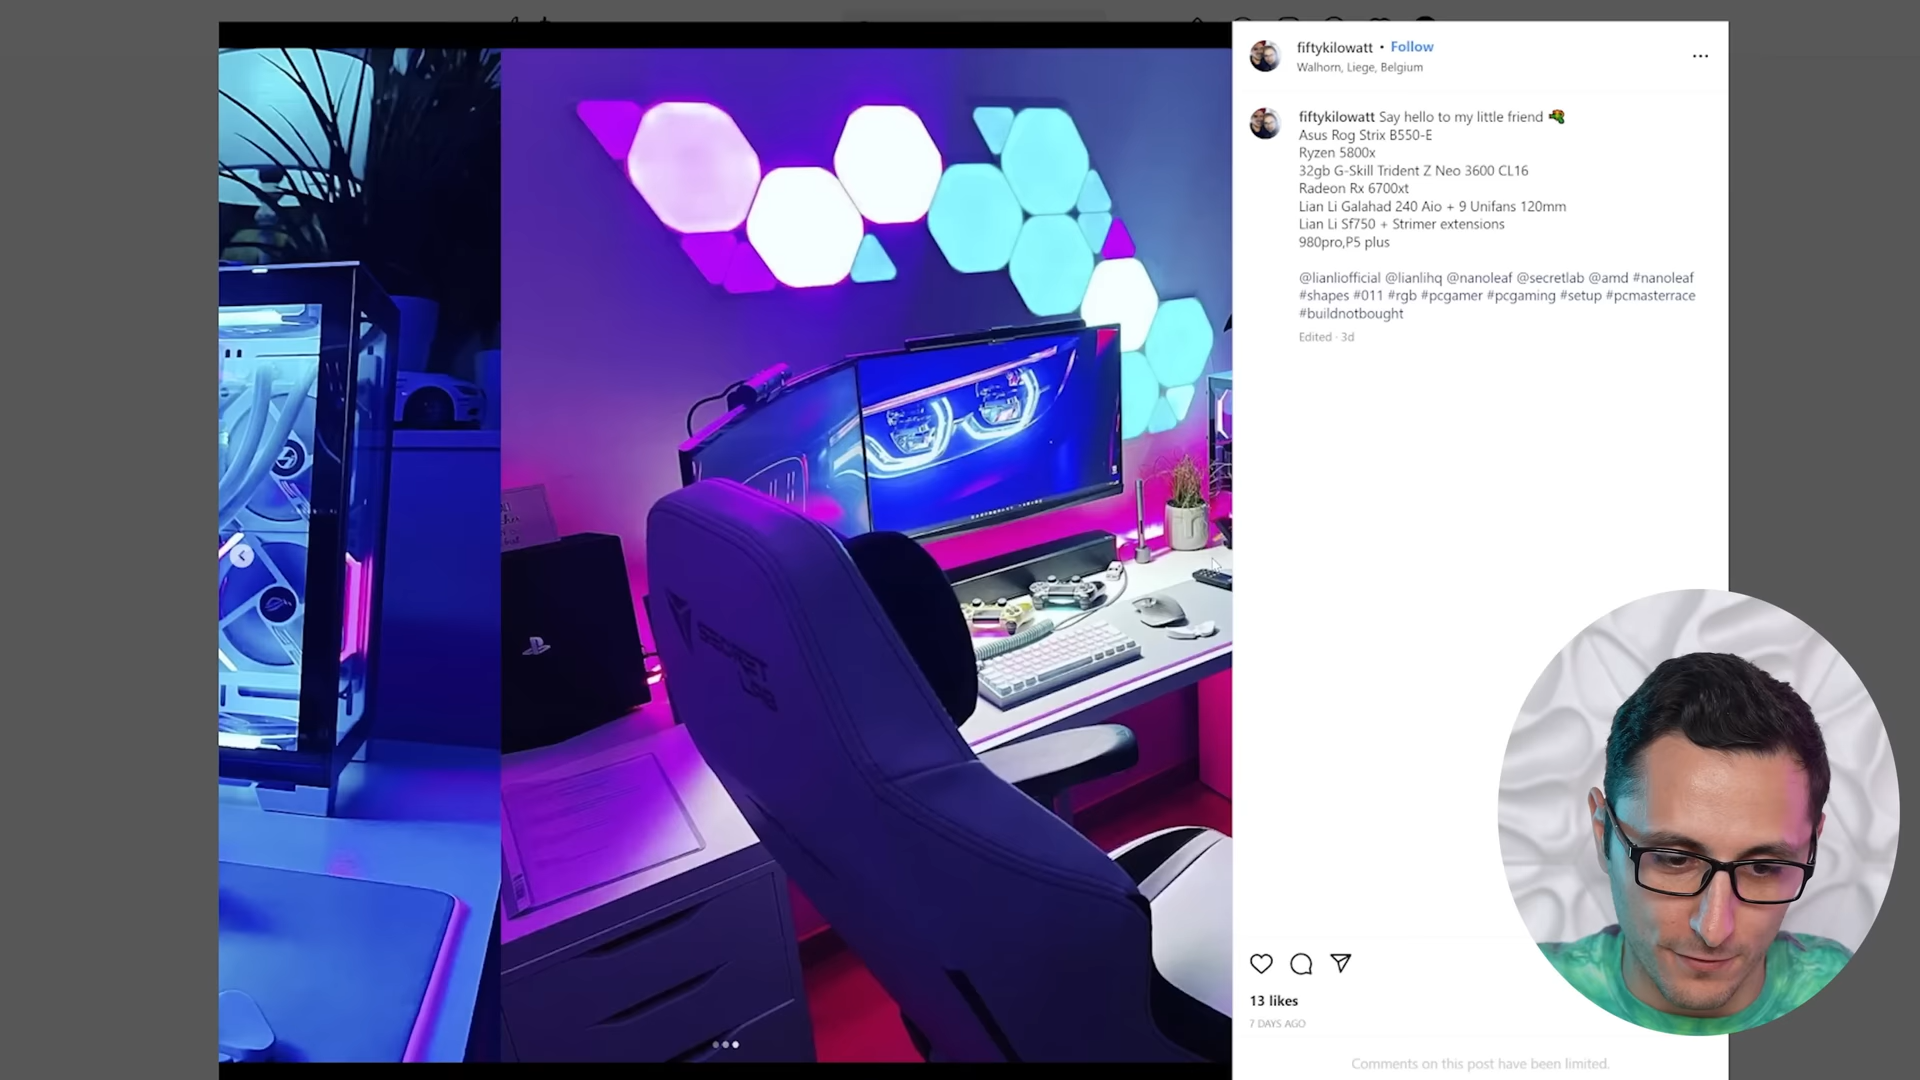 fiftykilowatt • Follow
Walhorn, Liege, Belgium
fiftykilowatt Say hello to my little friend
Asus Rog Strix B550-E
Ryzen 5800x
32gb G-Skill Trident Z Neo 3600 CL16
Radeon Rx 6700xt
Lian Li Galahad 240 Aio + 9 Unifans 120mm
Lian Li Sf750 + Strimer extensions
980pro,P5 plus
@lianliofficial @lianlihq @nanoleaf @secretlab @amd #nanoleaf
#shapes #011 #rgb #pcgamer #pcgaming #setup #pcmasterrace
#buildnotbought
Edited · 3d
SECRET
LAB
13 likes
7 DAYS AGO
Comments on this post have been limited.